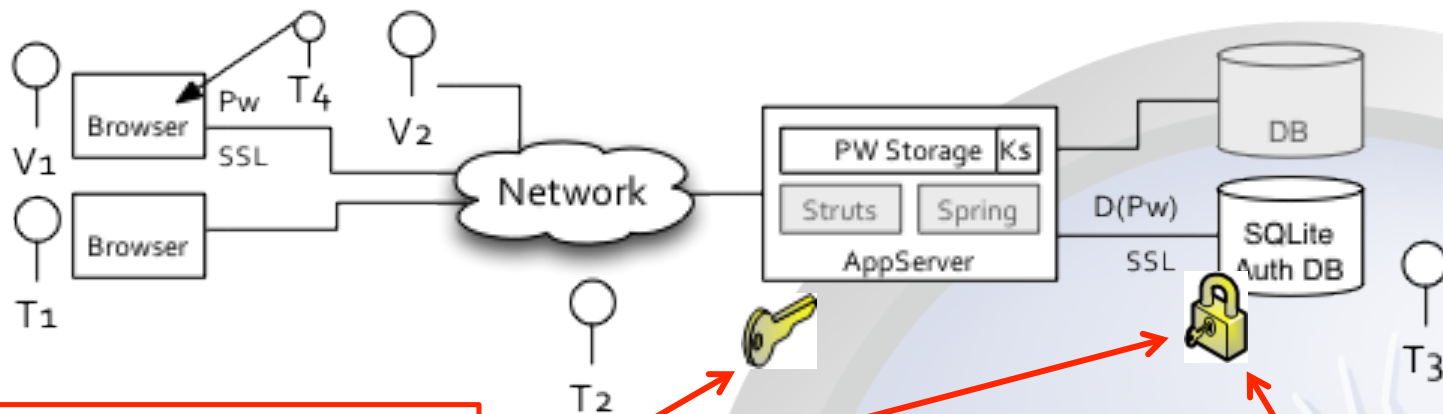 T4
Pw
Browser
SSL
V1
V2
Browser
T1
Network
T2
PW Storage Ks
Struts
Spring
AppServer
D(Pw)
SSL
DB
SQLite
Auth DB
T3